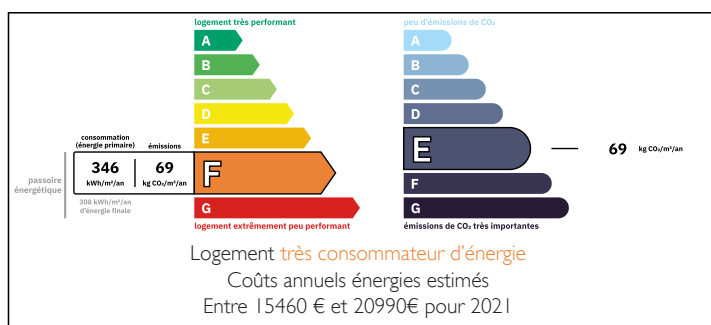 logement très performant
A
B
C
D
E
consommation
(énergie primaire)
émissions
346
kWh/m²/an
69
kg CO₂/m²/an
F
passoire
énergétique
308 kWh/m²/an
d'énergie finale
G
logement extrêmement peu performant
peu d'émissions de CO₂
A
B
C
D
E
69 kg CO₂/m²/an
F
G
émissions de CO₂ très importantes
Logement très consommateur d'énergie
Coûts annuels énergies estimés
Entre 15460 € et 20990€ pour 2021